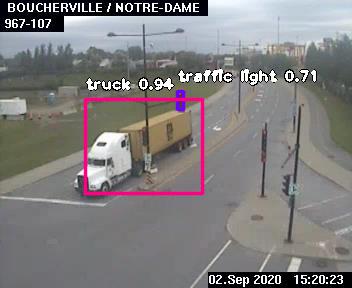 BOUCHERVILLE / NOTRE-DAME
967-107
truck 0.94
traffic light 0.71
02.Sep 2020 15:20:23